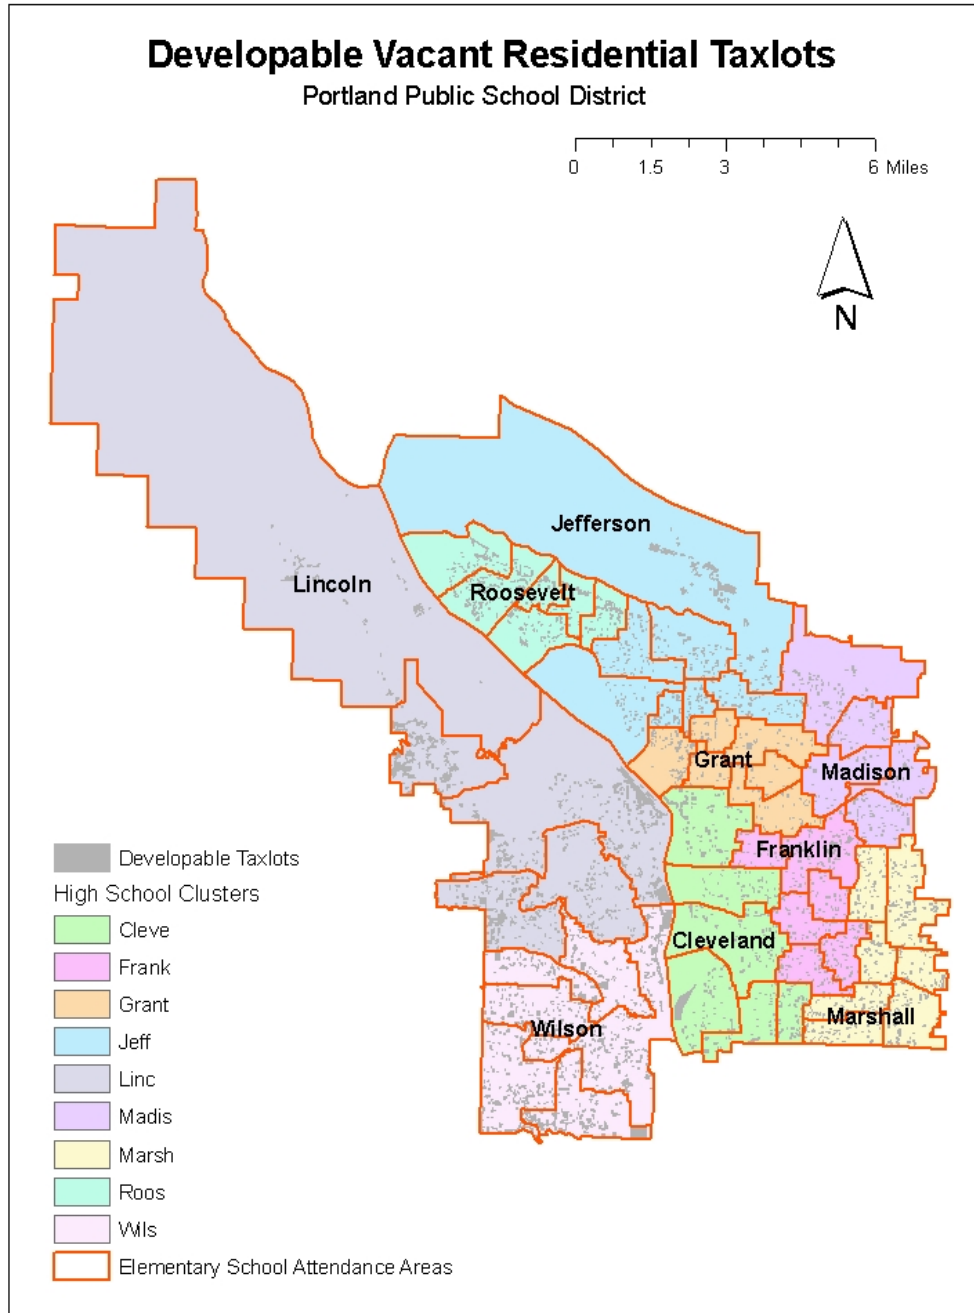 Developable Vacant Residential Taxlots
Portland Public School District
0 1.5 3 6 Miles
N
Jefferson
Lincoln
Roosevelt
Grant
Madison
Franklin
Cleveland
Marshall
Wilson
Developable Taxlots
High School Clusters
Cleve
Frank
Grant
Jeff
Linc
Madis
Marsh
Roos
Wils
Elementary School Attendance Areas